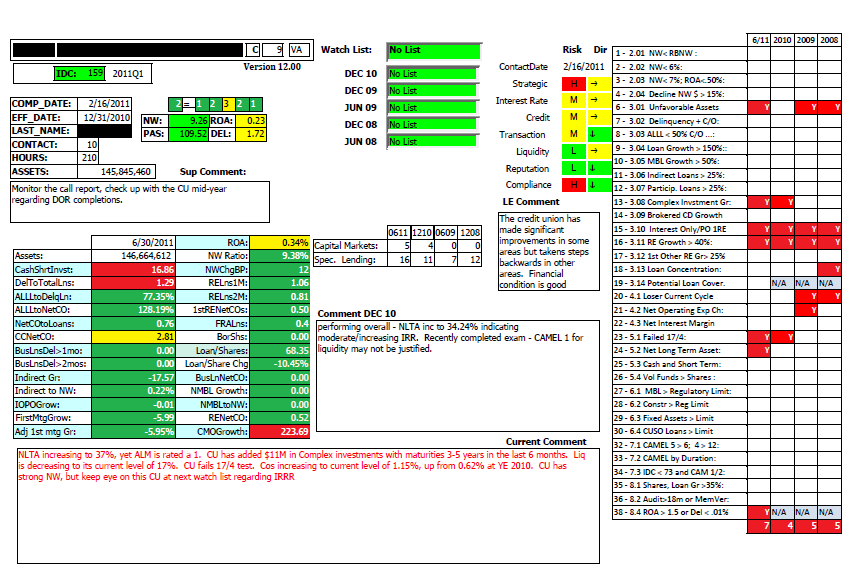 C 9 VA
Version 12.00
IDC: 159 2011Q1
COMP_DATE: 2/16/2011
EFF_DATE: 12/31/2010
LAST_NAME:
CONTACT: 10
HOURS: 210
ASSETS: 145,845,460
2 = 1 2 3 2 1
NW: 9.26 ROA: 0.23
PAS: 109.52 DEL: 1.72
Sup Comment:
Monitor the call report, check up with the CU mid-year
regarding DOR completions.
Watch List: No List
DEC 10 No List
DEC 09 No List
JUN 09 No List
DEC 08 No List
JUN 08 No List
Risk Dir
ContactDate 2/16/2011
Strategic H →
Interest Rate M →
Credit M →
Transaction M ↓
Liquidity L →
Reputation L ↓
Compliance H ↓
LE Comment
The credit union has
made significant
improvements in some
areas but takens steps
backwards in other
areas. Financial
condition is good
0611 1210 0609 1208
Capital Markets: 5 4 0 0
Spec. Lending: 16 11 7 12
6/30/2011 ROA: 0.34%
Assets: 146,664,612 NW Ratio: 9.38%
CashShrtInvst: 16.86 NWChgBP: 12
DelToTotalLns: 1.29 RELns1M: 1.06
ALLLtoDelqLn: 77.35% RELns2M: 0.81
ALLLtoNetCO: 128.19% 1stRENetCOs: 0.50
NetCOtoLoans: 0.76 FRALns: 0.4
CCNetCO: 2.81 BorShs: 0.00
BusLnsDel>1mo: 0.00 Loan/Shares: 68.35
BusLnsDel>2mos: 0.00 Loan/Share Chg -10.45%
Indirect Gr: -17.57 BusLnNetCO: 0.00
Indirect to NW: 0.22% NMBL Growth: 0.00
IOPOGrow: -0.01 NMBLtoNW: 0.00
FirstMtgGrow: -5.99 RENetCO: 0.52
Adj 1st mtg Gr: -5.95% CMOGrowth: 223.69
Comment DEC 10
performing overall - NLTA inc to 34.24% indicating
moderate/increasing IRR. Recently completed exam - CAMEL 1 for
liquidity may not be justified.
Current Comment
NLTA increasing to 37%, yet ALM is rated a 1. CU has added $11M in Complex investments with maturities 3-5 years in the last 6 months. Liq
is decreasing to its current level of 17%. CU fails 17/4 test. Cos increasing to current level of 1.15%, up from 0.62% at YE 2010. CU has
strong NW, but keep eye on this CU at next watch list regarding IRRR
6/11 2010 2009 2008
1 - 2.01 NW< RBNW :
2 - 2.02 NW< 6%:
3 - 2.03 NW< 7%; ROA<.50%:
4 - 2.04 Decline NW $ > 15%:
6 - 3.01 Unfavorable Assets Y Y Y
7 - 3.02 Delinquency + C/O:
8 - 3.03 ALLL < 50% C/O ...:
9 - 3.04 Loan Growth > 150%::
10 - 3.05 MBL Growth > 50%:
11 - 3.06 Indirect Loans > 25%:
12 - 3.07 Particip. Loans > 25%:
13 - 3.08 Complex Invstment Gr: Y Y
14 - 3.09 Brokered CD Growth
15 - 3.10 Interest Only/PO 1RE Y Y Y Y
16 - 3.11 RE Growth > 40%: Y Y Y Y
17 - 3.12 1st Other RE Gr> 25%
18 - 3.13 Loan Concentration: Y
19 - 3.14 Potential Loan Cover. N/A N/A N/A
20 - 4.1 Loser Current Cycle Y Y
21 - 4.2 Net Operating Exp Ch: Y
22 - 4.3 Net Interest Margin
23 - 5.1 Failed 17/4: Y Y
24 - 5.2 Net Long Term Asset: Y
25 - 5.3 Cash and Short Term:
26 - 5.4 Vol Funds > Shares :
27 - 6.1 MBL > Regulatory Limit:
28 - 6.2 Constr > Reg Limit
29 - 6.3 Fixed Assets > Limit
30 - 6.4 CUSO Loans > Limit
32 - 7.1 CAMEL 5 > 6; 4 > 12:
33 - 7.2 CAMEL by Duration:
34 - 7.3 IDC < 73 and CAM 1/2:
35 - 8.1 Shares, Loan Gr >35%:
36 - 8.2 Audit>18m or MemVer:
38 - 8.4 ROA > 1.5 or Del < .01% Y N/A N/A N/A
7 4 5 5